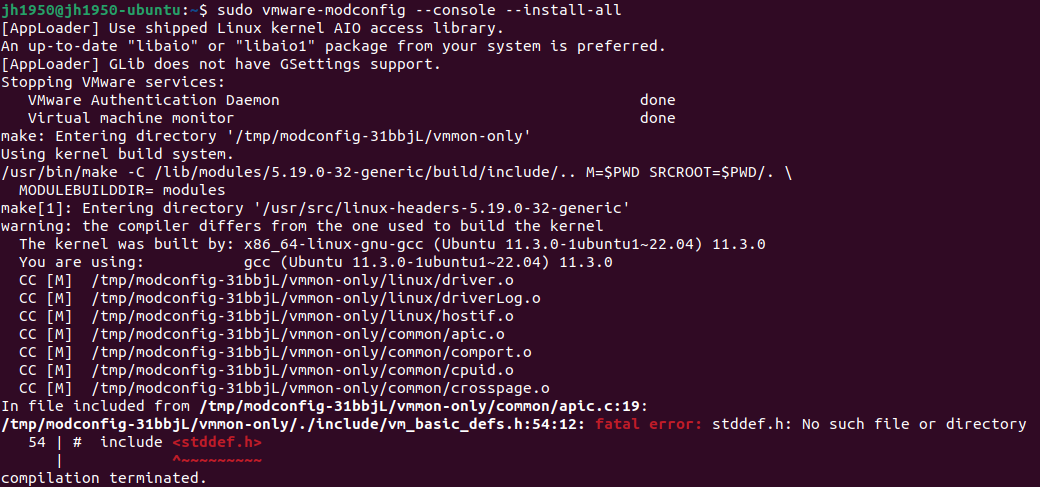 jh1950@jh1950-ubuntu:~$ sudo vmware-modconfig --console --install-all
[AppLoader] Use shipped Linux kernel AIO access library.
An up-to-date "libaio" or "libaio1" package from your system is preferred.
[AppLoader] GLib does not have GSettings support.
Stopping VMware services:
   VMware Authentication Daemon                                        done
   Virtual machine monitor                                             done
make: Entering directory '/tmp/modconfig-31bbjL/vmmon-only'
Using kernel build system.
/usr/bin/make -C /lib/modules/5.19.0-32-generic/build/include/.. M=$PWD SRCROOT=$PWD/. \
  MODULEBUILDDIR= modules
make[1]: Entering directory '/usr/src/linux-headers-5.19.0-32-generic'
warning: the compiler differs from the one used to build the kernel
  The kernel was built by: x86_64-linux-gnu-gcc (Ubuntu 11.3.0-1ubuntu1~22.04) 11.3.0
  You are using:           gcc (Ubuntu 11.3.0-1ubuntu1~22.04) 11.3.0
  CC [M]  /tmp/modconfig-31bbjL/vmmon-only/linux/driver.o
  CC [M]  /tmp/modconfig-31bbjL/vmmon-only/linux/driverLog.o
  CC [M]  /tmp/modconfig-31bbjL/vmmon-only/linux/hostif.o
  CC [M]  /tmp/modconfig-31bbjL/vmmon-only/common/apic.o
  CC [M]  /tmp/modconfig-31bbjL/vmmon-only/common/comport.o
  CC [M]  /tmp/modconfig-31bbjL/vmmon-only/common/cpuid.o
  CC [M]  /tmp/modconfig-31bbjL/vmmon-only/common/crosspage.o
In file included from /tmp/modconfig-31bbjL/vmmon-only/common/apic.c:19:
/tmp/modconfig-31bbjL/vmmon-only/./include/vm_basic_defs.h:54:12: fatal error: stddef.h: No such file or directory
   54 | #  include <stddef.h>
      |            ^~~~~~~~~~
compilation terminated.